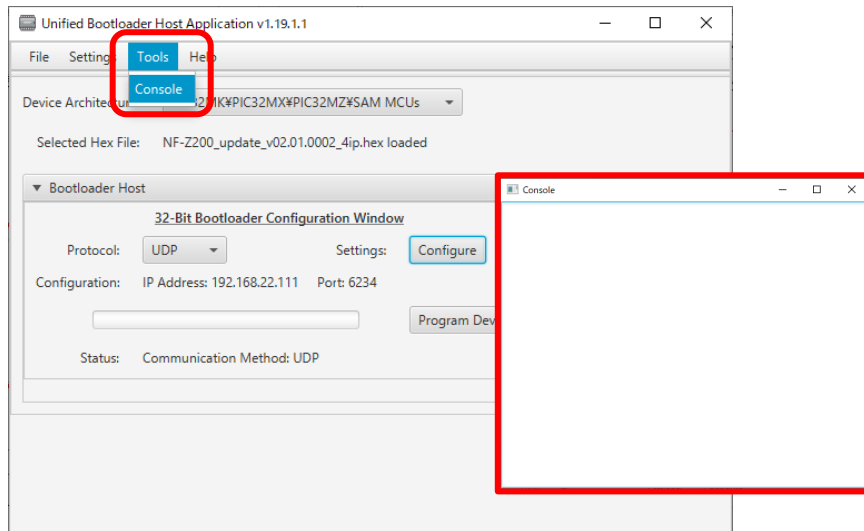 Unified Bootloader Host Application v1.19.1.1
File Settings Tools Help
Console
Device Architecture: 32MK¥PIC32MX¥PIC32MZ¥SAM MCUs
Selected Hex File: NF-Z200_update_v02.01.0002_4ip.hex loaded
Bootloader Host
Console
32-Bit Bootloader Configuration Window
Protocol: UDP Settings: Configure
Configuration: IP Address: 192.168.22.111 Port: 6234
Program Dev
Status: Communication Method: UDP